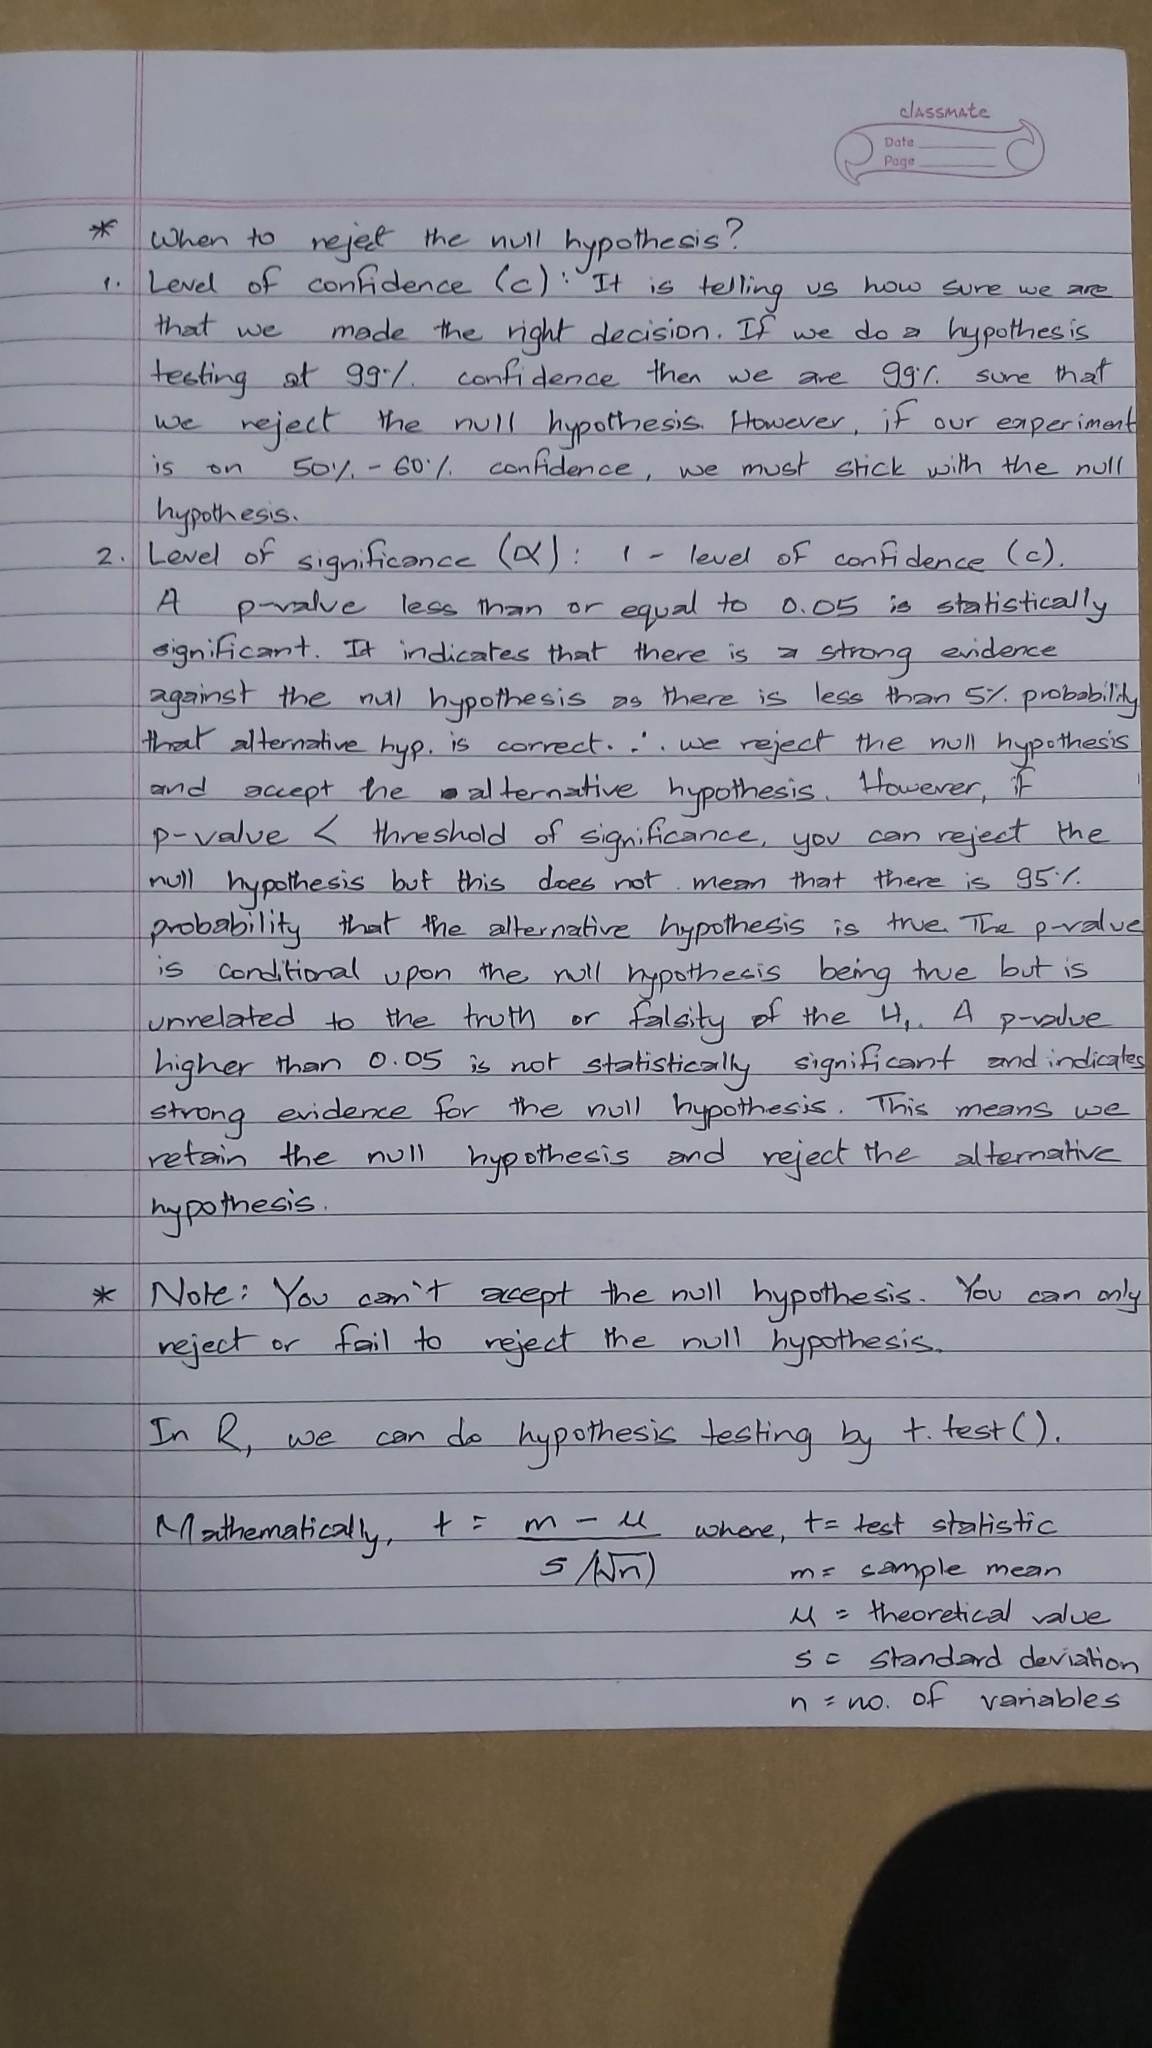 classmate
Date
Page
* When to reject the null hypothesis?
1. Level of confidence (c): It is telling us how sure we are
that we made the right decision. If we do a hypothesis
testing at 99% confidence then we are 99% sure that
we reject the null hypothesis. However, if our experiment
is on 50% - 60% confidence, we must stick with the null
hypothesis.
2. Level of significance (α): 1 - level of confidence (c).
A p-value less than or equal to 0.05 is statistically
significant. It indicates that there is a strong evidence
against the null hypothesis as there is less than 5% probability
that alternative hyp. is correct. ∴ we reject the null hypothesis
and accept the alternative hypothesis. However, if
p-value < threshold of significance, you can reject the
null hypothesis but this does not mean that there is 95%
probability that the alternative hypothesis is true. The p-value
is conditional upon the null hypothesis being true but is
unrelated to the truth or falsity of the H₁. A p-value
higher than 0.05 is not statistically significant and indicates
strong evidence for the null hypothesis. This means we
retain the null hypothesis and reject the alternative
hypothesis.
* Note: You can't accept the null hypothesis. You can only
reject or fail to reject the null hypothesis.
In R, we can do hypothesis testing by t.test().
Mathematically, t = m - μ / s/(√n) where, t = test statistic
m = sample mean
μ = theoretical value
s = standard deviation
n = no. of variables